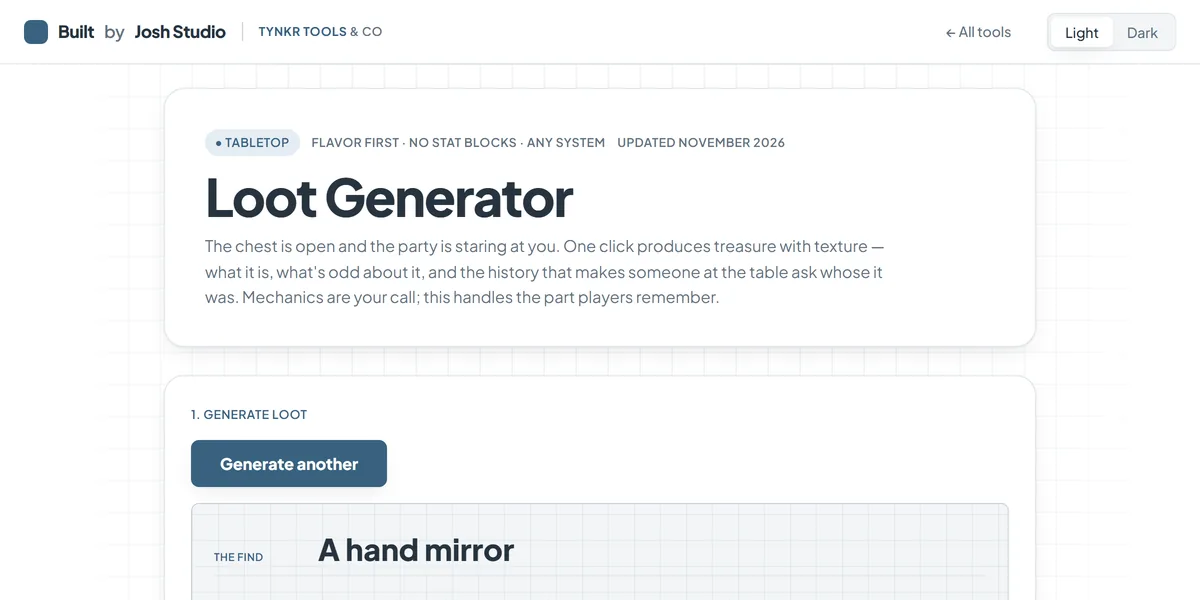 Built by Josh Studio
TYNKR TOOLS & CO
← All tools
Light
Dark
• TABLETOP
FLAVOR FIRST · NO STAT BLOCKS · ANY SYSTEM
UPDATED NOVEMBER 2026
Loot Generator
The chest is open and the party is staring at you. One click produces treasure with texture —
what it is, what's odd about it, and the history that makes someone at the table ask whose it
was. Mechanics are your call; this handles the part players remember.
1. GENERATE LOOT
Generate another
THE FIND
A hand mirror